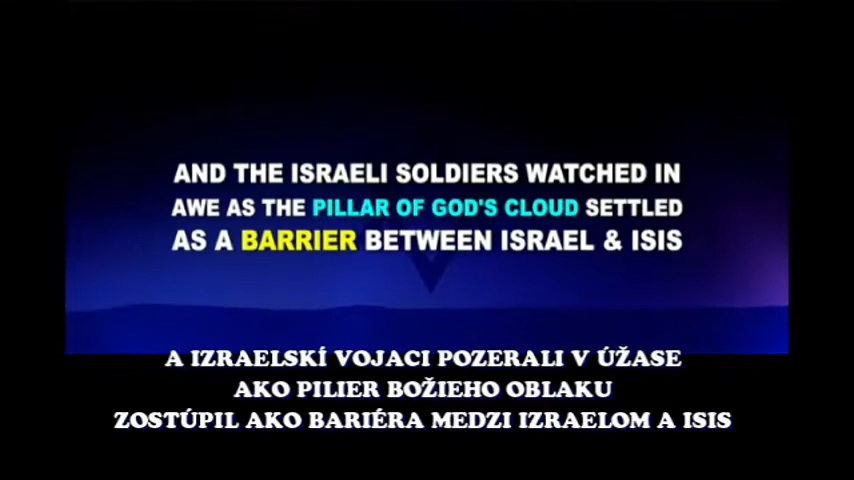 AND THE ISRAELI SOLDIERS WATCHED IN
AWE AS THE PILLAR OF GOD'S CLOUD SETTLED
AS A BARRIER BETWEEN ISRAEL & ISIS
A IZRAELSKÍ VOJACI POZERALI V ÚŽASE
AKO PILIER BOŽIEHO OBLAKU
ZOSTÚPIL AKO BARIÉRA MEDZI IZRAELOM A ISIS